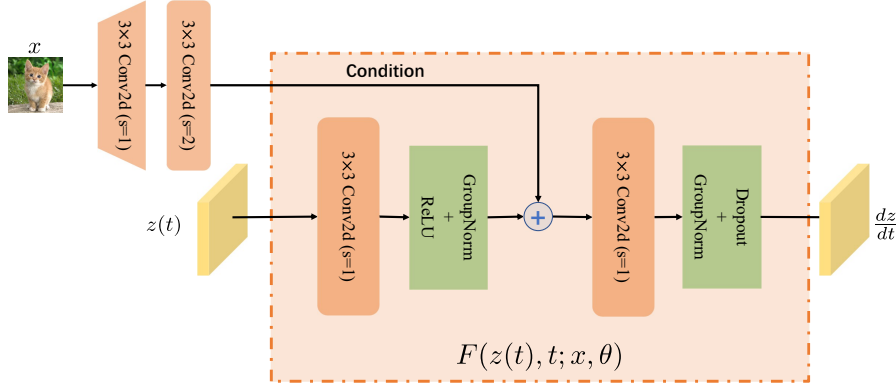 x
3×3 Conv2d (s=1)
3×3 Conv2d (s=2)
Condition
z(t)
3×3 Conv2d (s=1)
GroupNorm
+
ReLU
+
3×3 Conv2d (s=1)
Dropout
+
GroupNorm
dz
dt
F(z(t), t; x, θ)